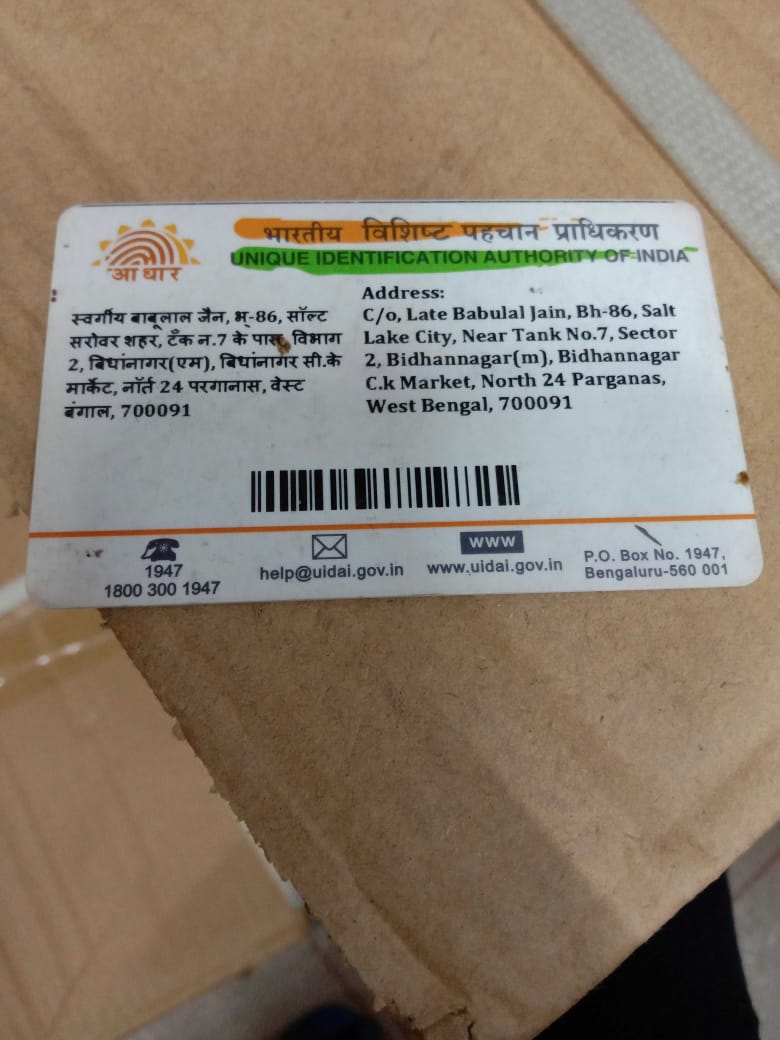 आधार
भारतीय विशिष्ट पहचान प्राधिकरण
UNIQUE IDENTIFICATION AUTHORITY OF INDIA
स्वर्गीय बाबूलाल जैन, भ्-86, सॉल्ट
सरोवर शहर, टैंक न.7 के पास, विभाग
2, बिधांनागर(एम), बिधांनागर सी.के
मार्केट, नॉर्त 24 परगानास, वेस्ट
बंगाल, 700091
Address:
C/o, Late Babulal Jain, Bh-86, Salt
Lake City, Near Tank No.7, Sector
2, Bidhannagar(m), Bidhannagar
C.k Market, North 24 Parganas,
West Bengal, 700091
1947
1800 300 1947
help@uidai.gov.in
www
www.uidai.gov.in
P.O. Box No. 1947,
Bengaluru-560 001